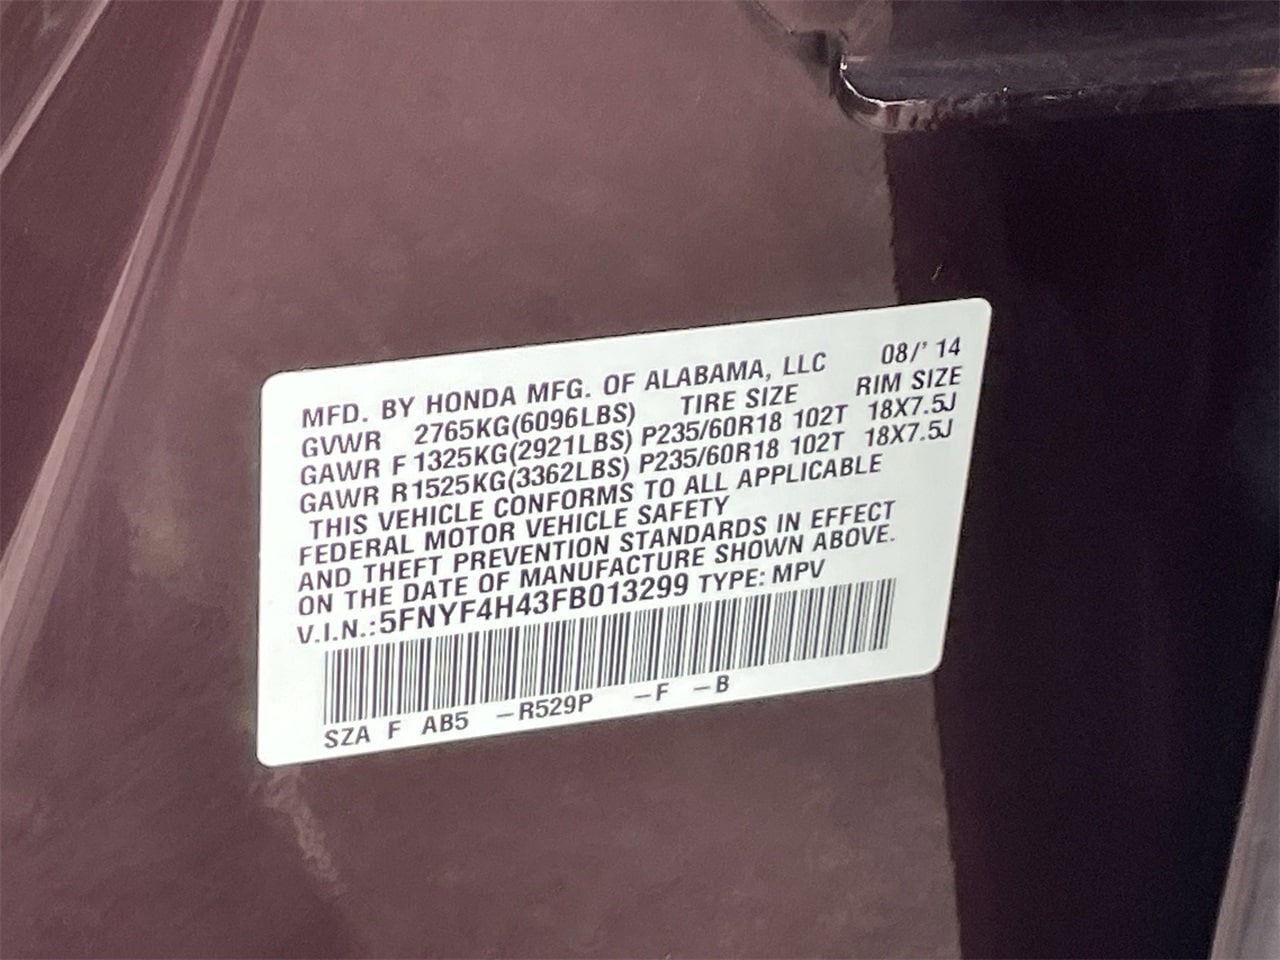 MFD. BY HONDA MFG. OF ALABAMA, LLC 08/' 14
GVWR 2765KG(6096LBS) TIRE SIZE RIM SIZE
GAWR F 1325KG(2921LBS) P235/60R18 102T 18X7.5J
GAWR R 1525KG(3362LBS) P235/60R18 102T 18X7.5J
THIS VEHICLE CONFORMS TO ALL APPLICABLE
FEDERAL MOTOR VEHICLE SAFETY
AND THEFT PREVENTION STANDARDS IN EFFECT
ON THE DATE OF MANUFACTURE SHOWN ABOVE.
V.I.N.:5FNYF4H43FB013299 TYPE: MPV
SZA F AB5 -R529P -F -B